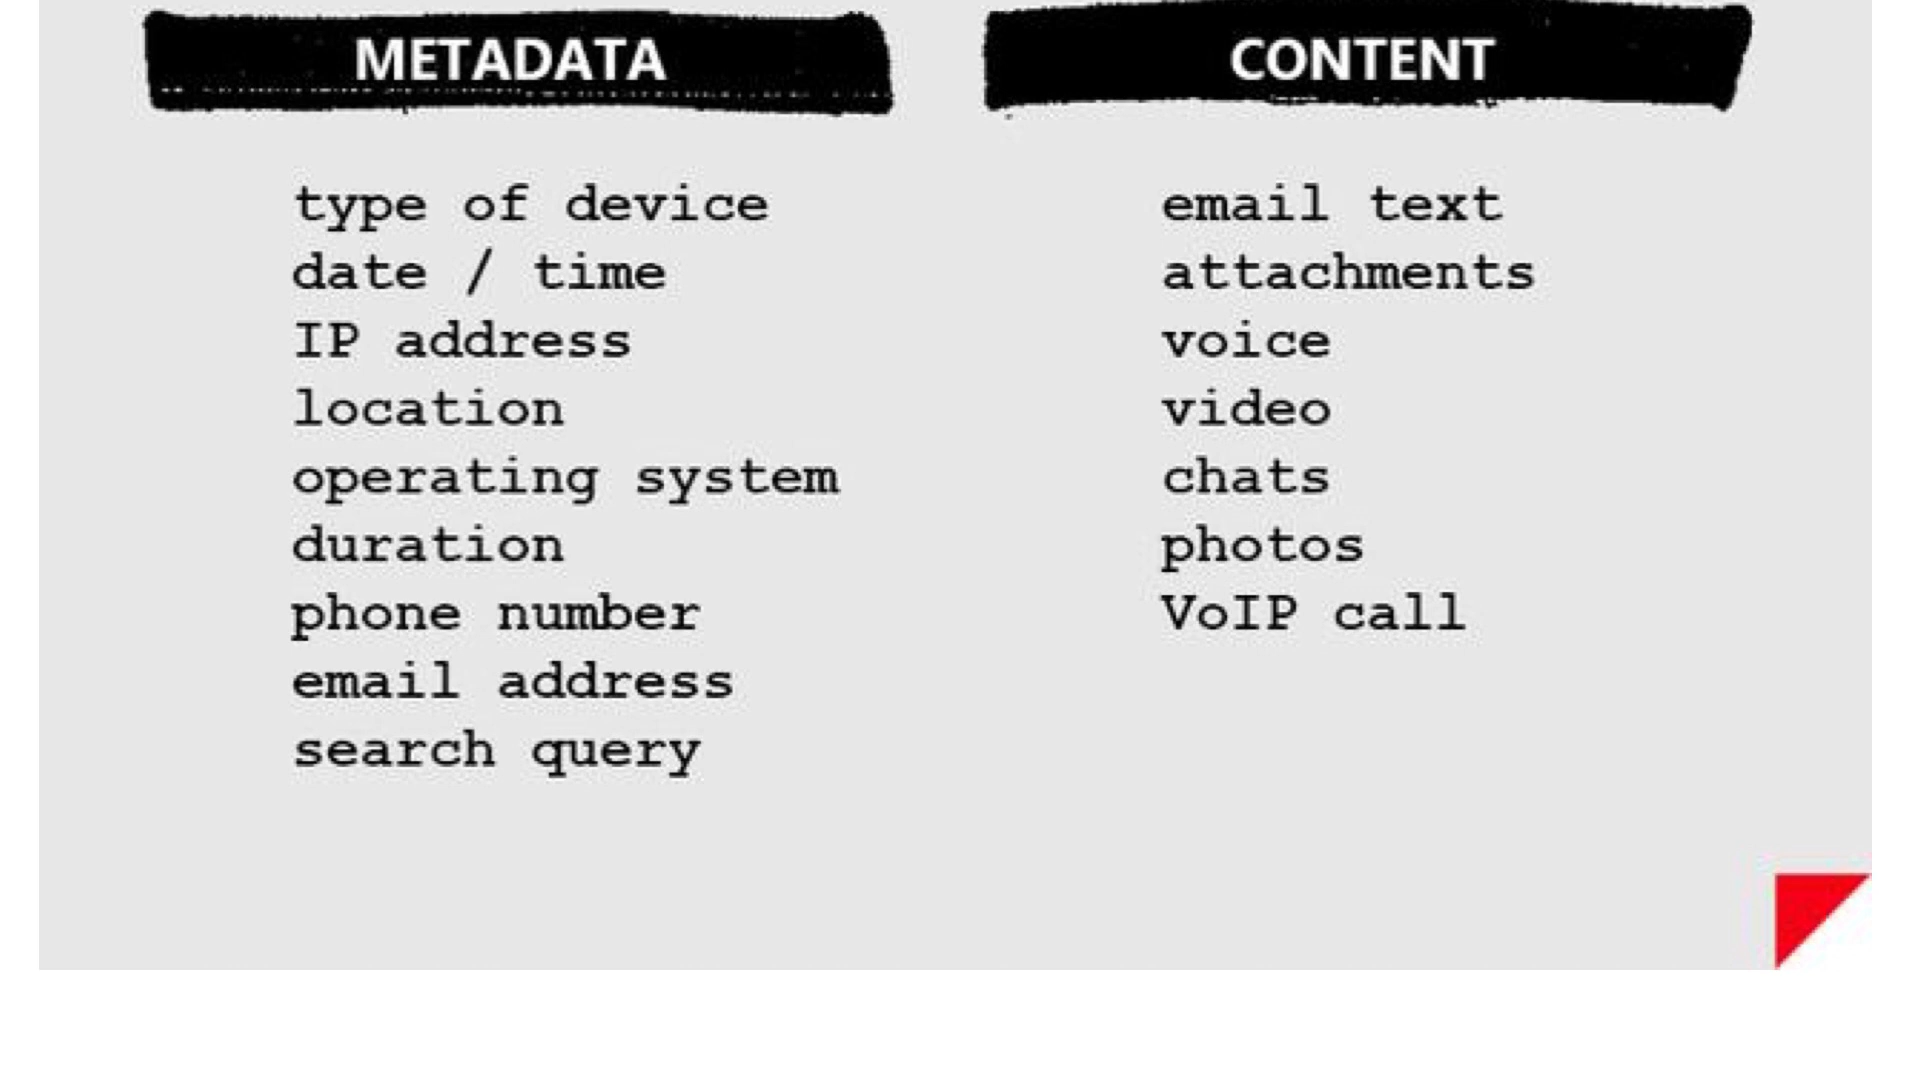 METADATA
type of device
date / time
IP address
location
operating system
duration
phone number
email address
search query
CONTENT
email text
attachments
voice
video
chats
photos
VoIP call